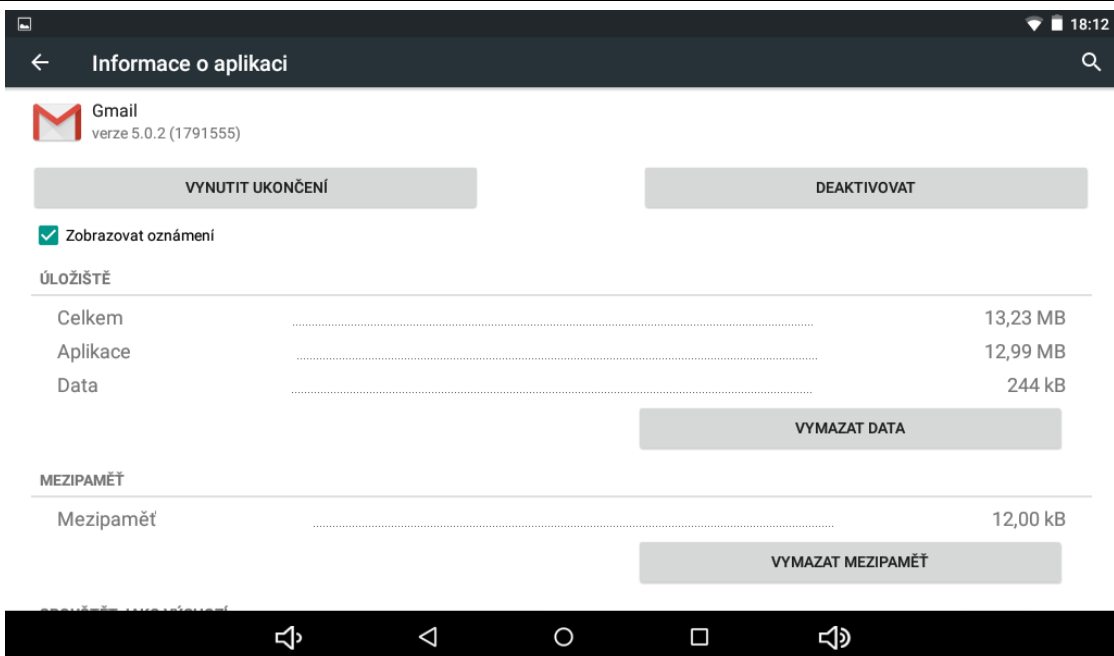 18:12
Informace o aplikaci
Gmail
verze 5.0.2 (1791555)
VYNUTIT UKONČENÍ DEAKTIVOVAT
Zobrazovat oznámení
ÚLOŽIŠTĚ
Celkem 13,23 MB
Aplikace 12,99 MB
Data 244 kB
VYMAZAT DATA
MEZIPAMĚŤ
Mezipaměť 12,00 kB
VYMAZAT MEZIPAMĚŤ